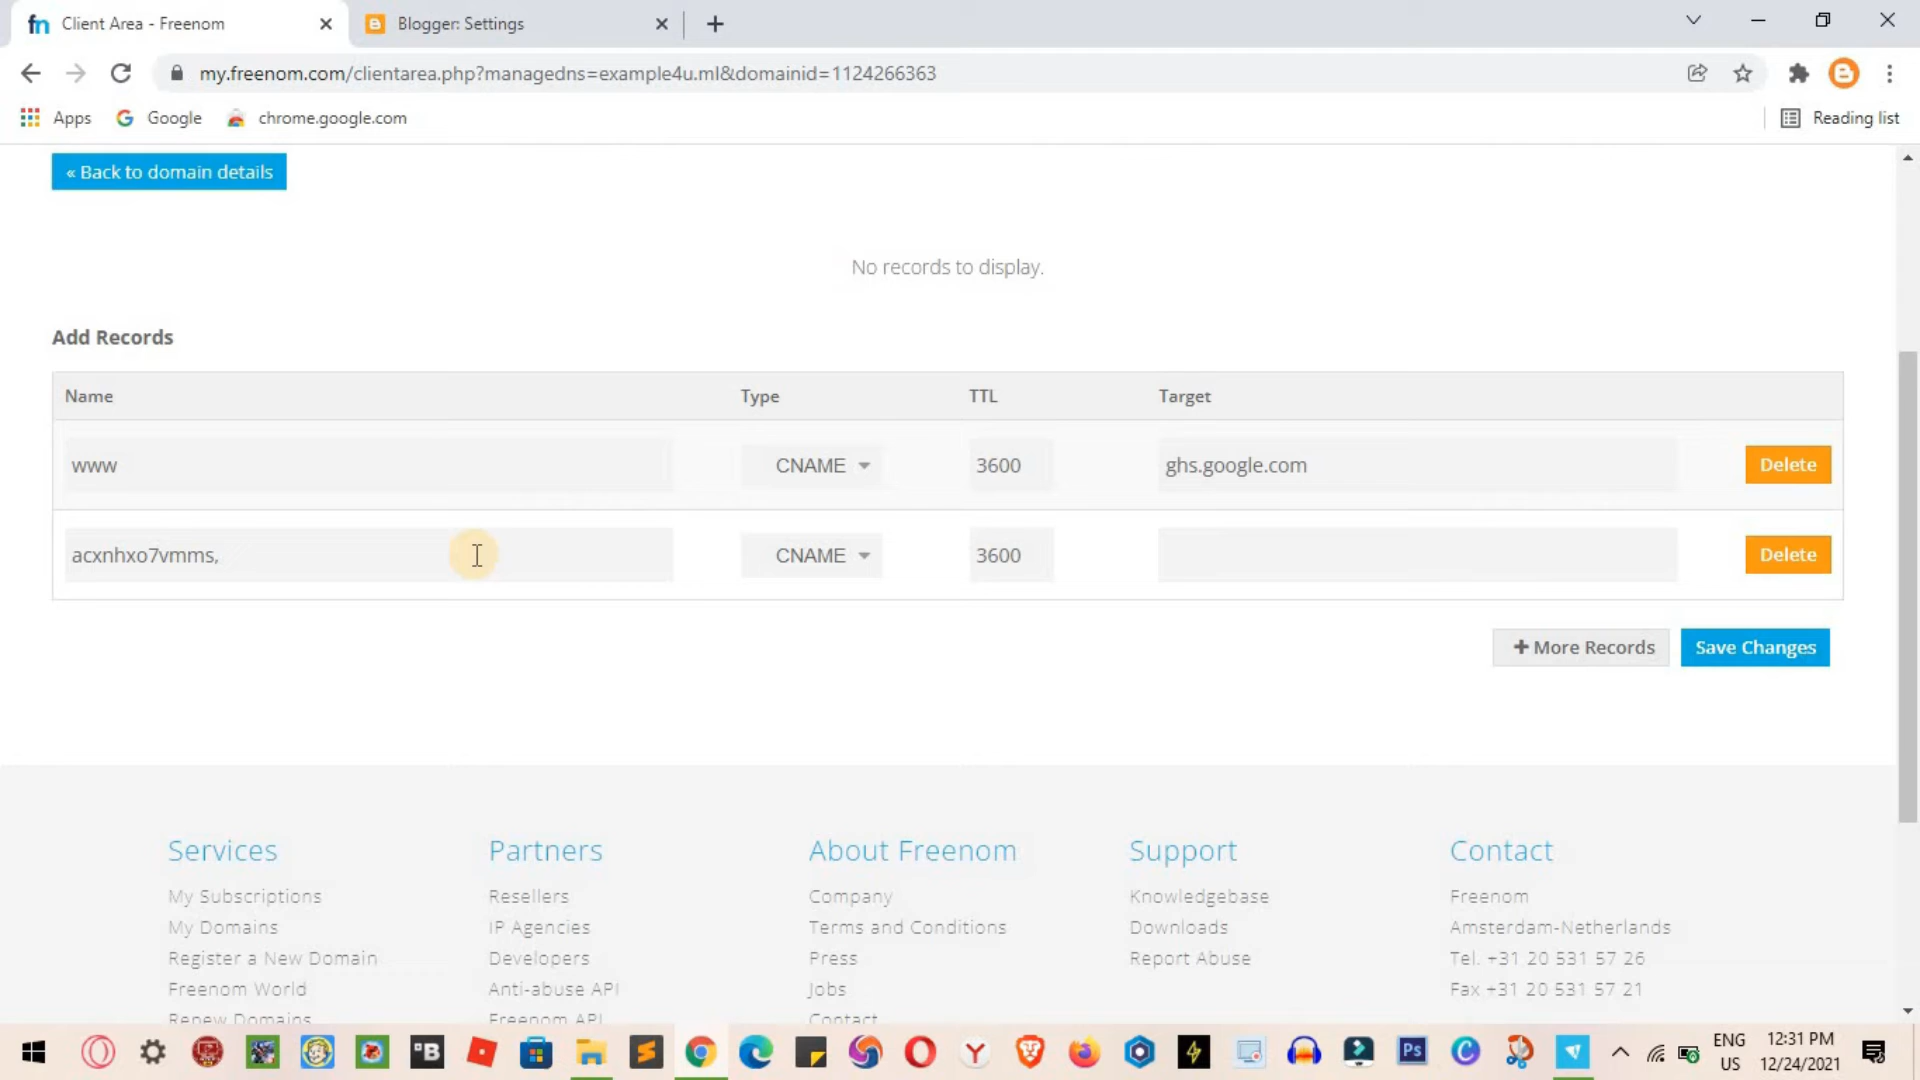 Client Area - Freenom
Blogger: Settings
my.freenom.com/clientarea.php?managedns=example4u.ml&domainid=1124266363
Apps
Google
chrome.google.com
Reading list
« Back to domain details
No records to display.
Add Records
Name Type TTL Target
www CNAME 3600 ghs.google.com Delete
acxnhxo7vmms, CNAME 3600 Delete
+ More Records Save Changes
Services Partners About Freenom Support Contact
My Subscriptions Resellers Company Knowledgebase Freenom
My Domains IP Agencies Terms and Conditions Downloads Amsterdam-Netherlands
Register a New Domain Developers Press Report Abuse Tel. +31 20 531 57 26
Freenom World Anti-abuse API Jobs Fax +31 20 531 57 21
Renew Domains Freenom API Contact
ENG 12:31 PM
US 12/24/2021